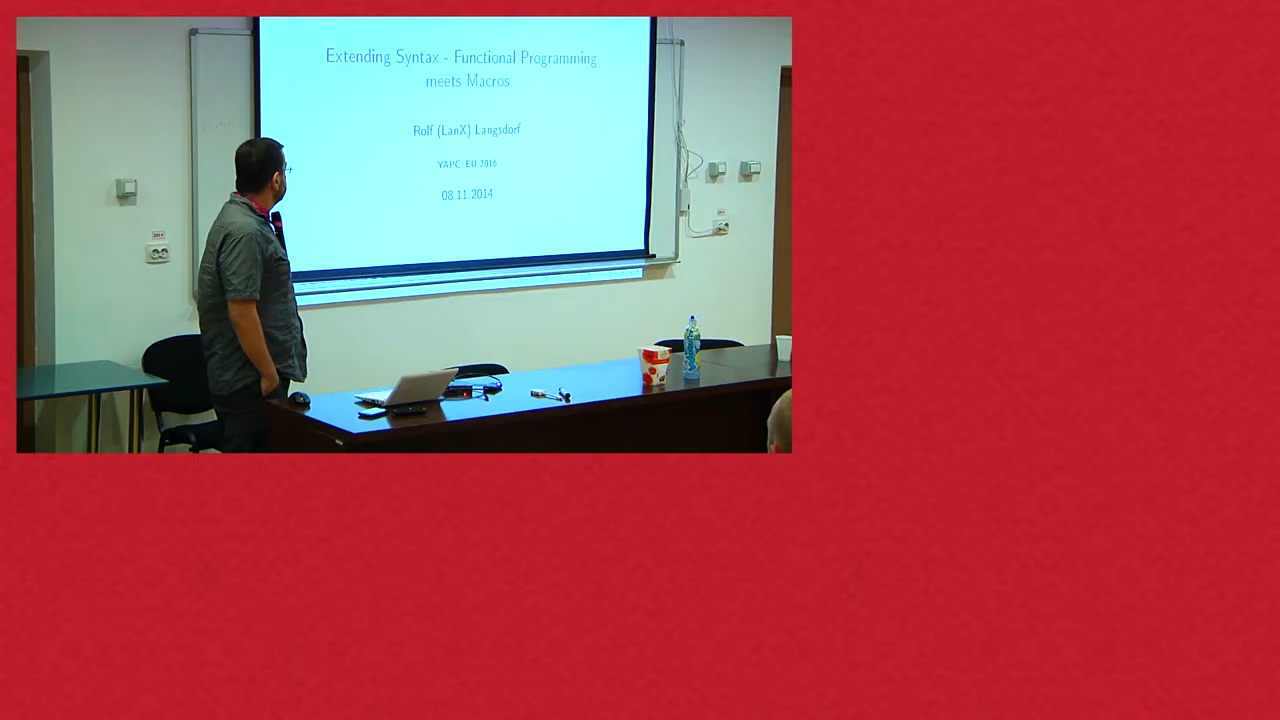 Extending Syntax - Functional Programming
meets Macros
Rolf (LanX) Langsdorf
YAPC EU 2016
08.11.2014